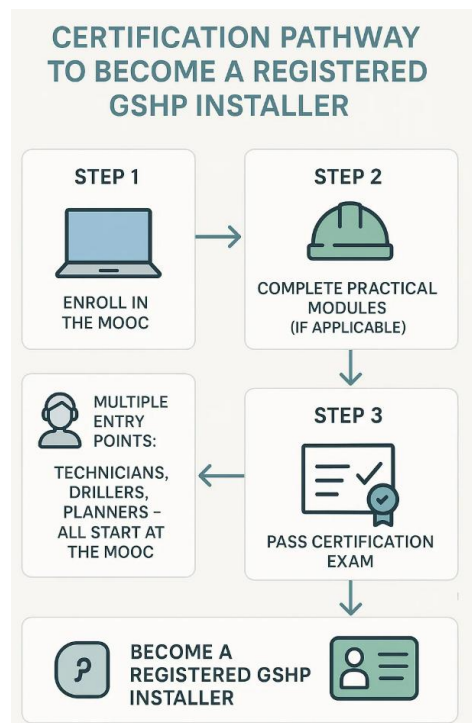 CERTIFICATION PATHWAY
TO BECOME A REGISTERED
GSHP INSTALLER
STEP 1
ENROLL IN
THE MOOC
STEP 2
COMPLETE PRACTICAL
MODULES
(IF APPLICABLE)
STEP 3
PASS CERTIFICATION
EXAM
MULTIPLE
ENTRY
POINTS:
TECHNICIANS,
DRILLERS,
PLANNERS –
ALL START AT
THE MOOC
BECOME A
REGISTERED GSHP
INSTALLER